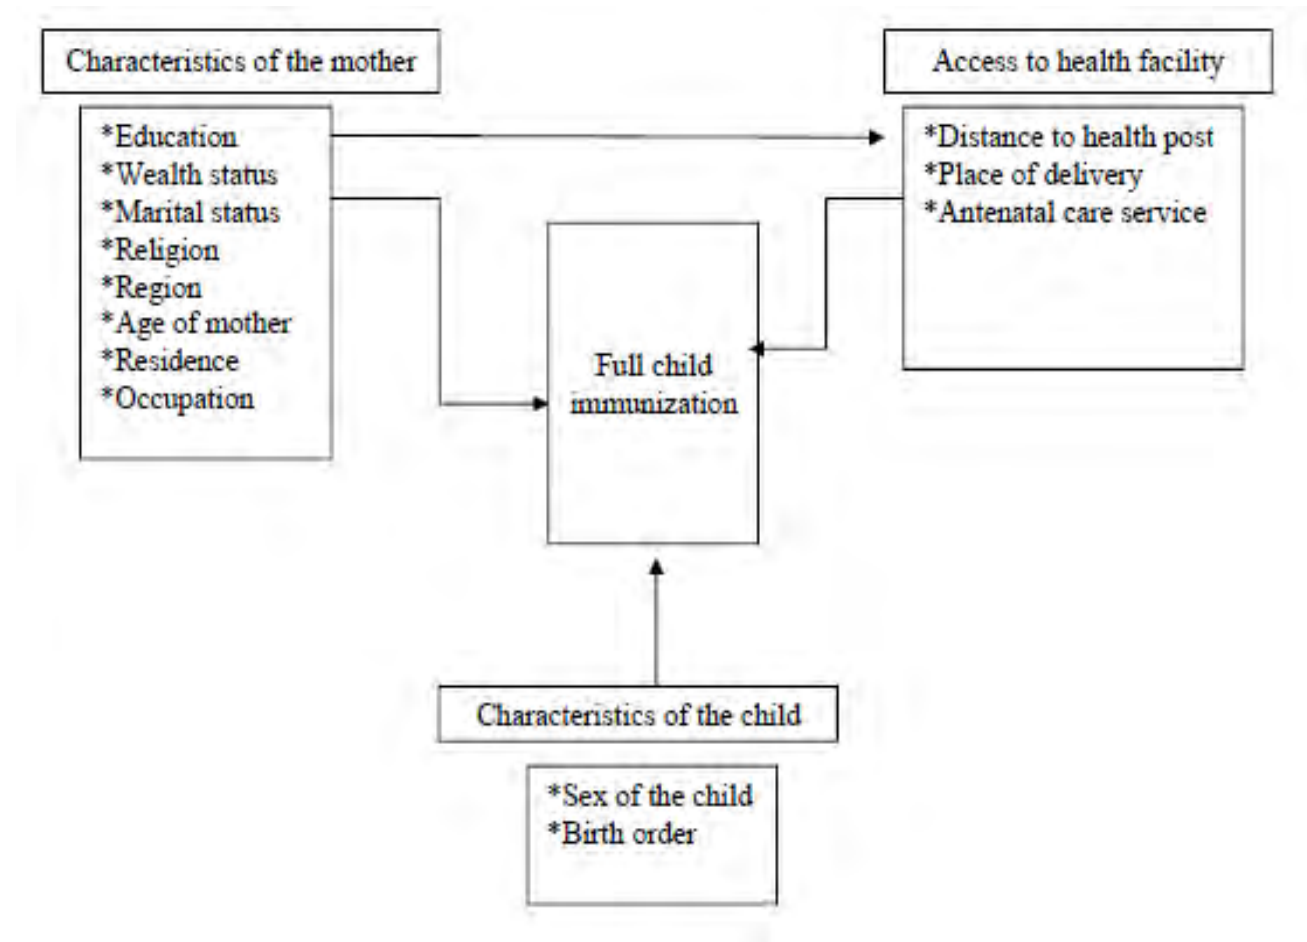 Characteristics of the mother
*Education
*Wealth status
*Marital status
*Religion
*Region
*Age of mother
*Residence
*Occupation
Access to health facility
*Distance to health post
*Place of delivery
*Antenatal care service
Full child
immunization
Characteristics of the child
*Sex of the child
*Birth order